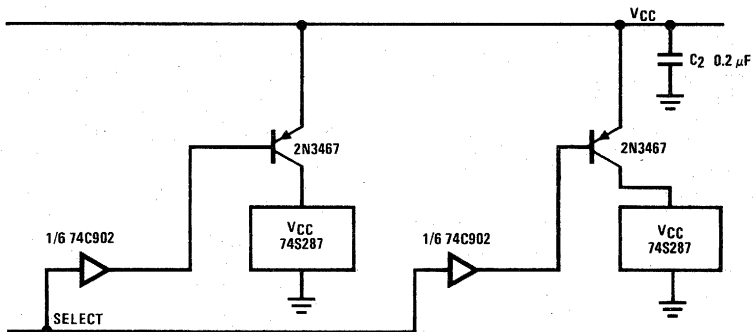 VCC
C2 0.2 μF
2N3467
2N3467
VCC
74S287
VCC
74S287
1/6 74C902
1/6 74C902
SELECT